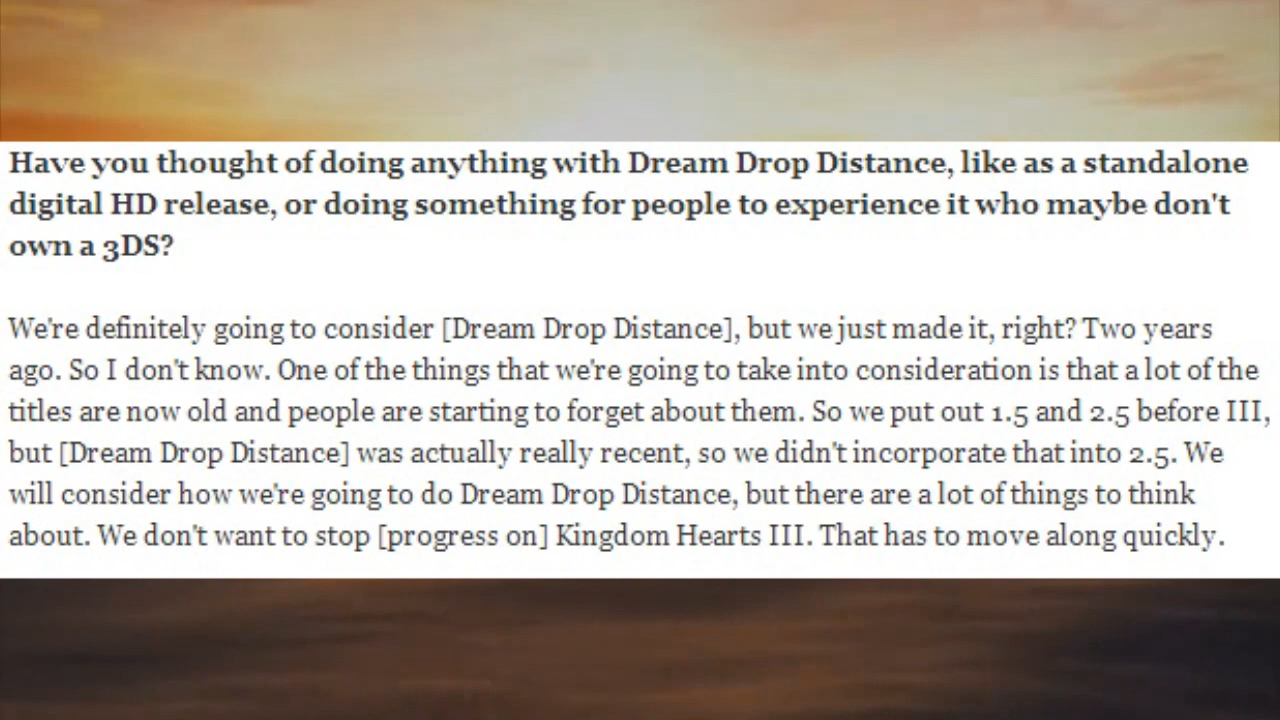 Have you thought of doing anything with Dream Drop Distance, like as a standalone
digital HD release, or doing something for people to experience it who maybe don't
own a 3DS?
We're definitely going to consider [Dream Drop Distance], but we just made it, right? Two years
ago. So I don't know. One of the things that we're going to take into consideration is that a lot of the
titles are now old and people are starting to forget about them. So we put out 1.5 and 2.5 before III,
but [Dream Drop Distance] was actually really recent, so we didn't incorporate that into 2.5. We
will consider how we're going to do Dream Drop Distance, but there are a lot of things to think
about. We don't want to stop [progress on] Kingdom Hearts III. That has to move along quickly.